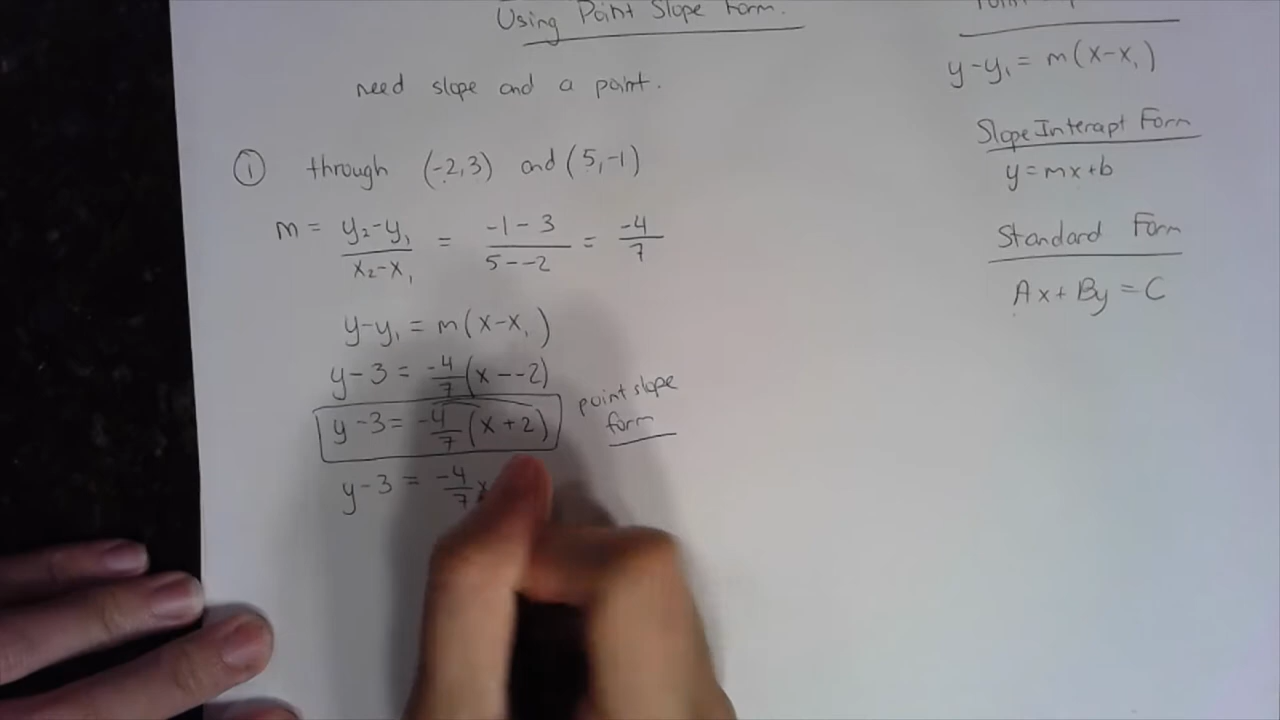 Using Point Slope Form.
need slope and a point.
① through (-2,3) and (5,-1)
m = y₂-y₁ / x₂-x₁ = -1-3 / 5--2 = -4/7
y-y₁ = m(x-x₁)
y-3 = -4/7 (x--2)
y-3 = -4/7 (x+2)
point slope
form
y-3 = -4/7 x
y-y₁ = m(x-x₁)
Slope Intercept Form
y=mx+b
Standard Form
Ax+By=C